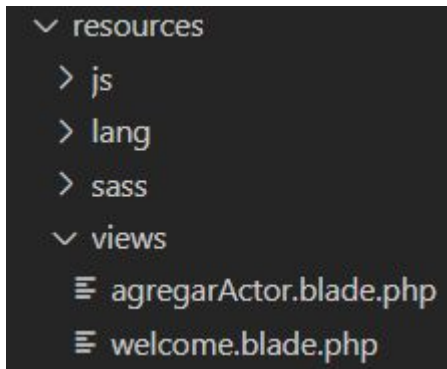 resources
js
lang
sass
views
agregarActor.blade.php
welcome.blade.php